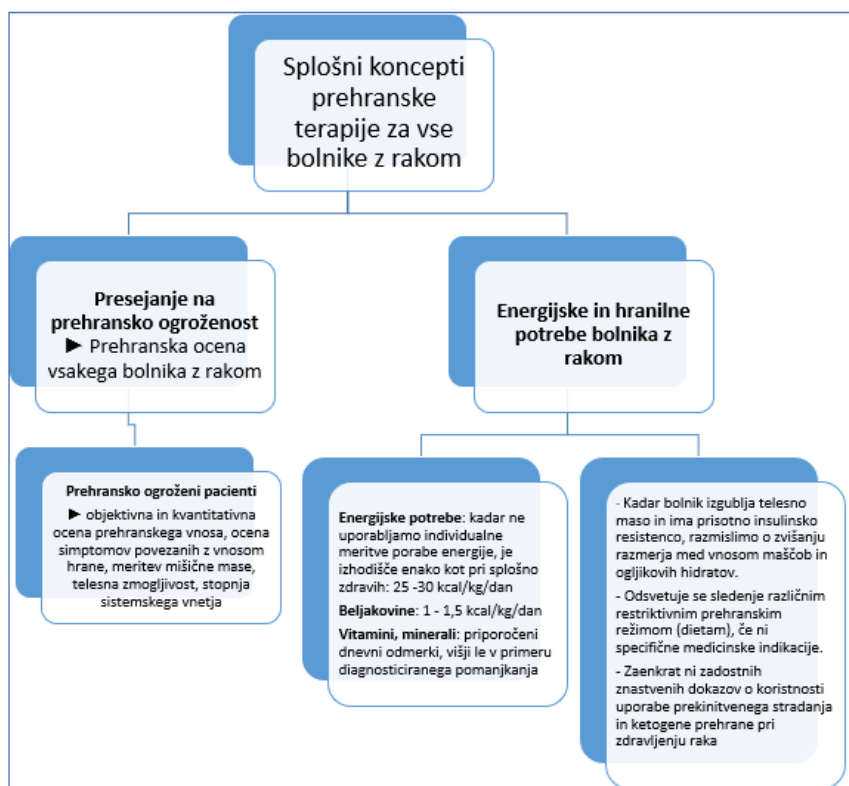 Splošni koncepti
prehranske
terapije za vse
bolnike z rakom
Presejanje na
prehransko ogroženost
► Prehranska ocena
vsakega bolnika z rakom
Energijske in hranilne
potrebe bolnika z
rakom
Prehransko ogroženi pacienti
► objektivna in kvantitativna
ocena prehranskega vnosa, ocena
simptomov povezanih z vnosom
hrane, meritev mišične mase,
telesna zmogljivost, stopnja
sistemskega vnetja
Energijske potrebe: kadar ne
uporabljamo individualne
meritve porabe energije, je
izhodišče enako kot pri splošno
zdravih: 25 -30 kcal/kg/dan
Beljakovine: 1 - 1,5 kcal/kg/dan
Vitamini, minerali: priporočeni
dnevni odmerki, višji le v primeru
diagnosticiranega pomanjkanja
- Kadar bolnik izgublja telesno
maso in ima prisotno insulinsko
resistenco, razmislimo o zvišanju
razmerja med vnosom maščob in
ogljikovih hidratov.
- Odsvetuje se sledenje različnim
restriktivnim prehranskim
režimom (dietam), če ni
specifične medicinske indikacije.
- Zaenkrat ni zadostnih
znastvenih dokazov o koristnosti
uporabe prekinitvenega stradanja
in ketogene prehrane pri
zdravljenju raka